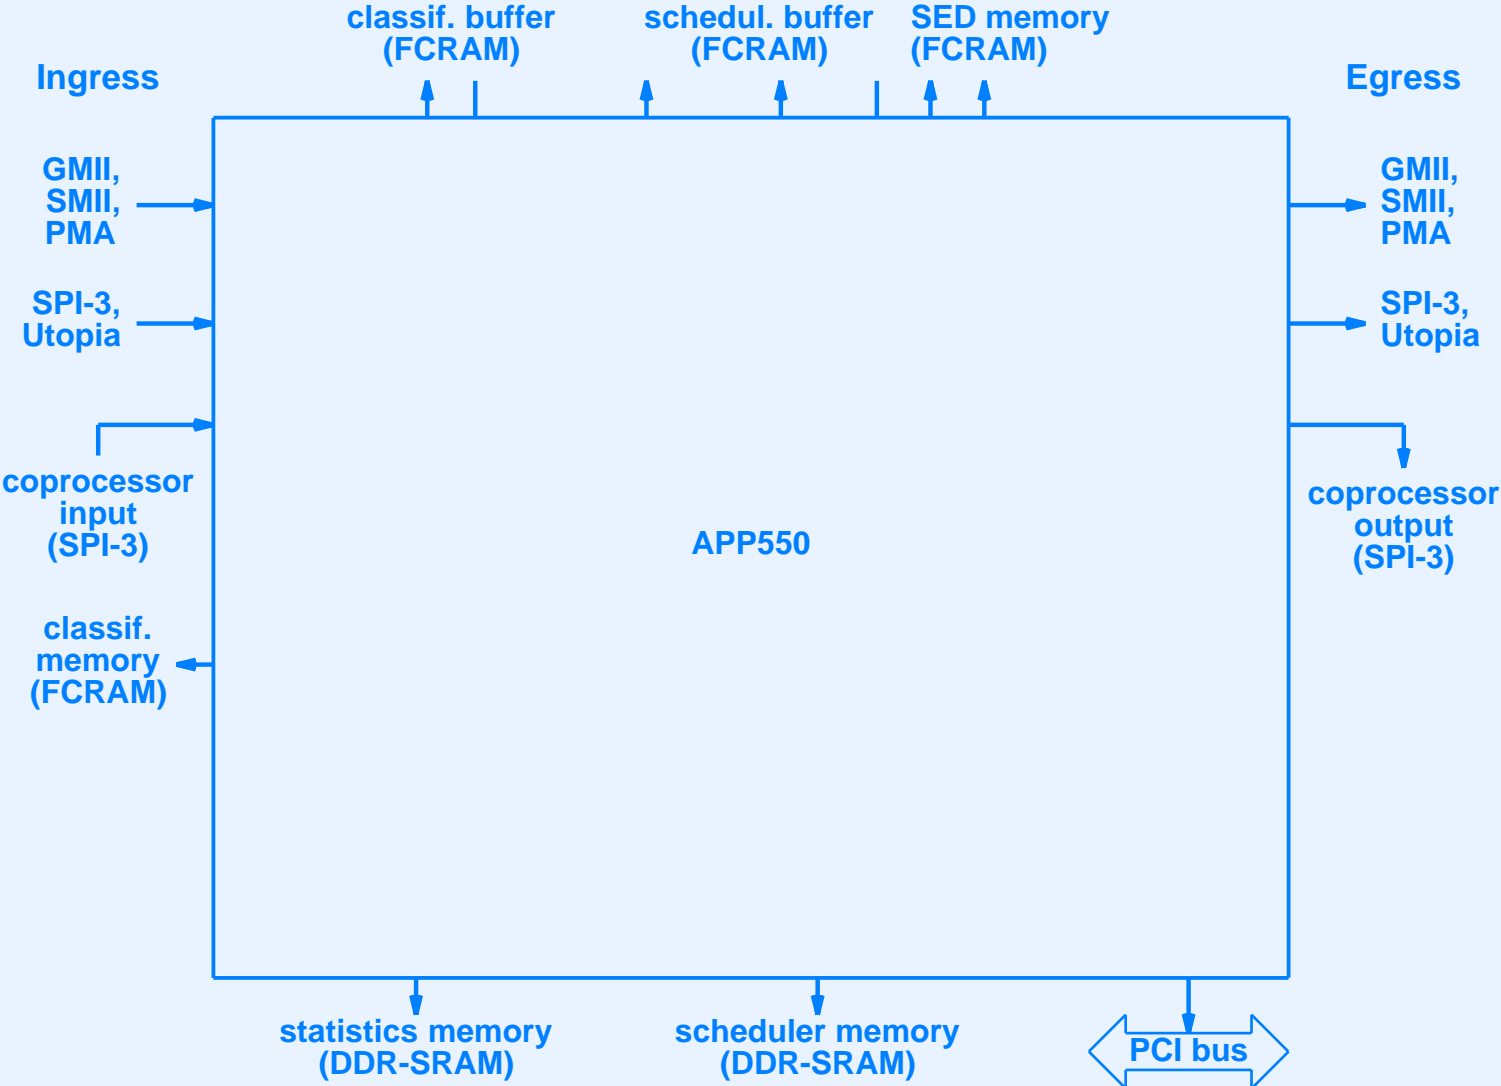 classif. buffer
(FCRAM)
schedul. buffer
(FCRAM)
SED memory
(FCRAM)
Ingress
Egress
GMII,
SMII,
PMA
GMII,
SMII,
PMA
SPI-3,
Utopia
SPI-3,
Utopia
coprocessor
input
(SPI-3)
APP550
coprocessor
output
(SPI-3)
classif.
memory
(FCRAM)
statistics memory
(DDR-SRAM)
scheduler memory
(DDR-SRAM)
PCI bus